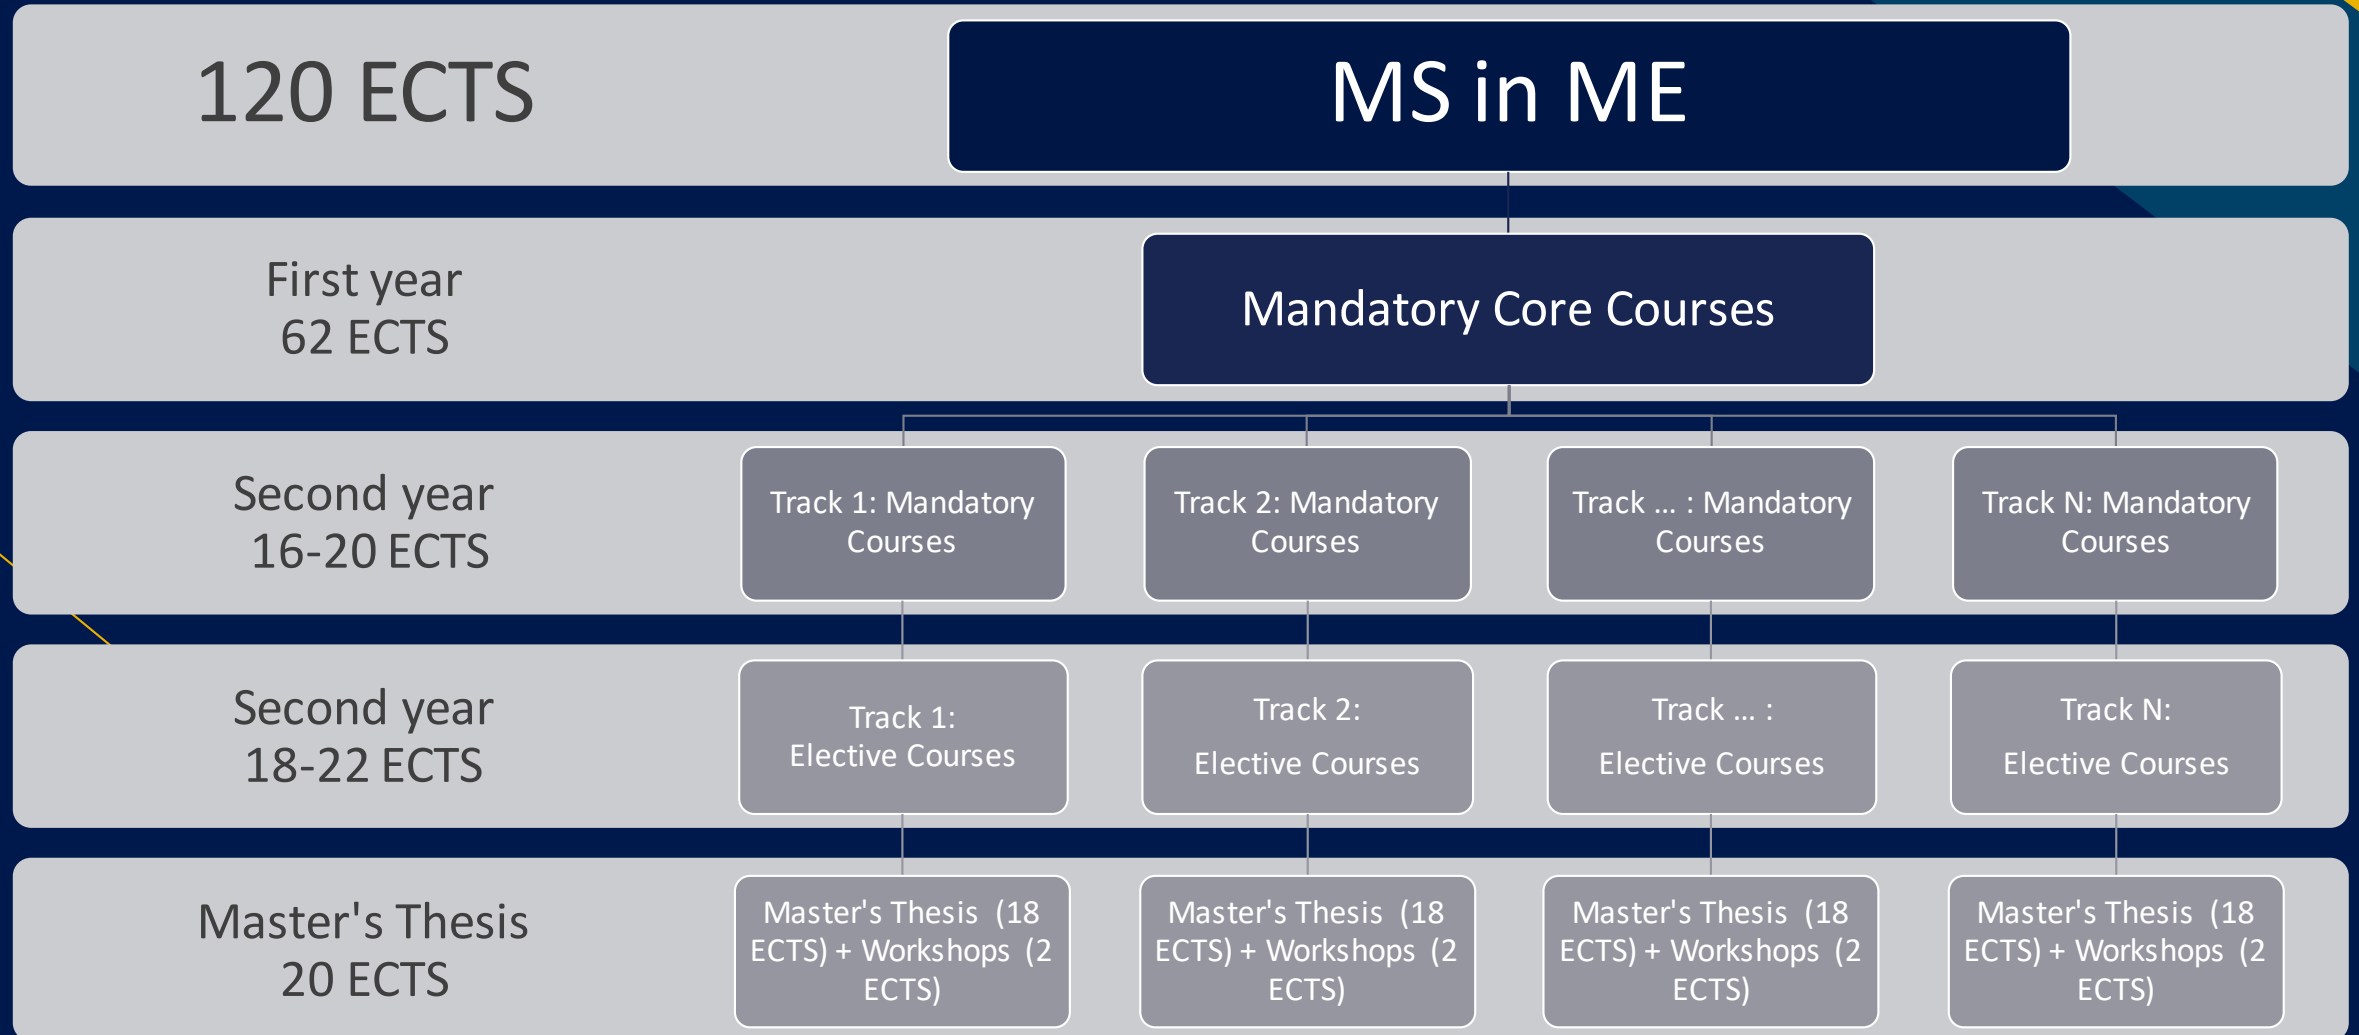 120 ECTS
MS in ME
First year
62 ECTS
Mandatory Core Courses
Second year
16-20 ECTS
Track 1: Mandatory
Courses
Track 2: Mandatory
Courses
Track ... : Mandatory
Courses
Track N: Mandatory
Courses
Second year
18-22 ECTS
Track 1:
Elective Courses
Track 2:
Elective Courses
Track ... :
Elective Courses
Track N:
Elective Courses
Master's Thesis
20 ECTS
Master's Thesis (18
ECTS) + Workshops (2
ECTS)
Master's Thesis (18
ECTS) + Workshops (2
ECTS)
Master's Thesis (18
ECTS) + Workshops (2
ECTS)
Master's Thesis (18
ECTS) + Workshops (2
ECTS)